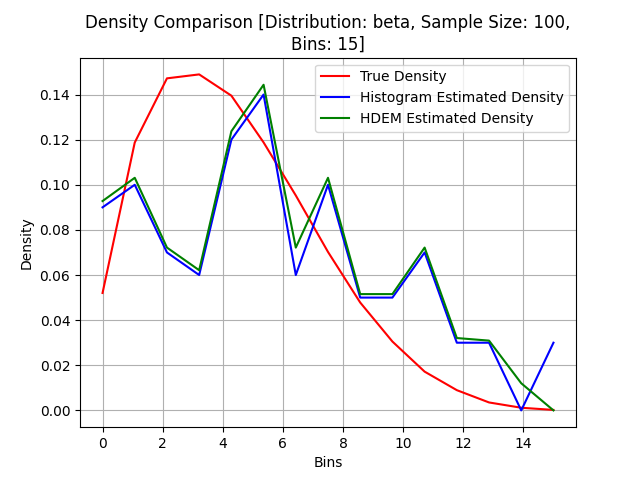 Density Comparison [Distribution: beta, Sample Size: 100,
Bins: 15]
True Density
Histogram Estimated Density
HDEM Estimated Density
Density
0.14
0.12
0.10
0.08
0.06
0.04
0.02
0.00
0 2 4 6 8 10 12 14
Bins